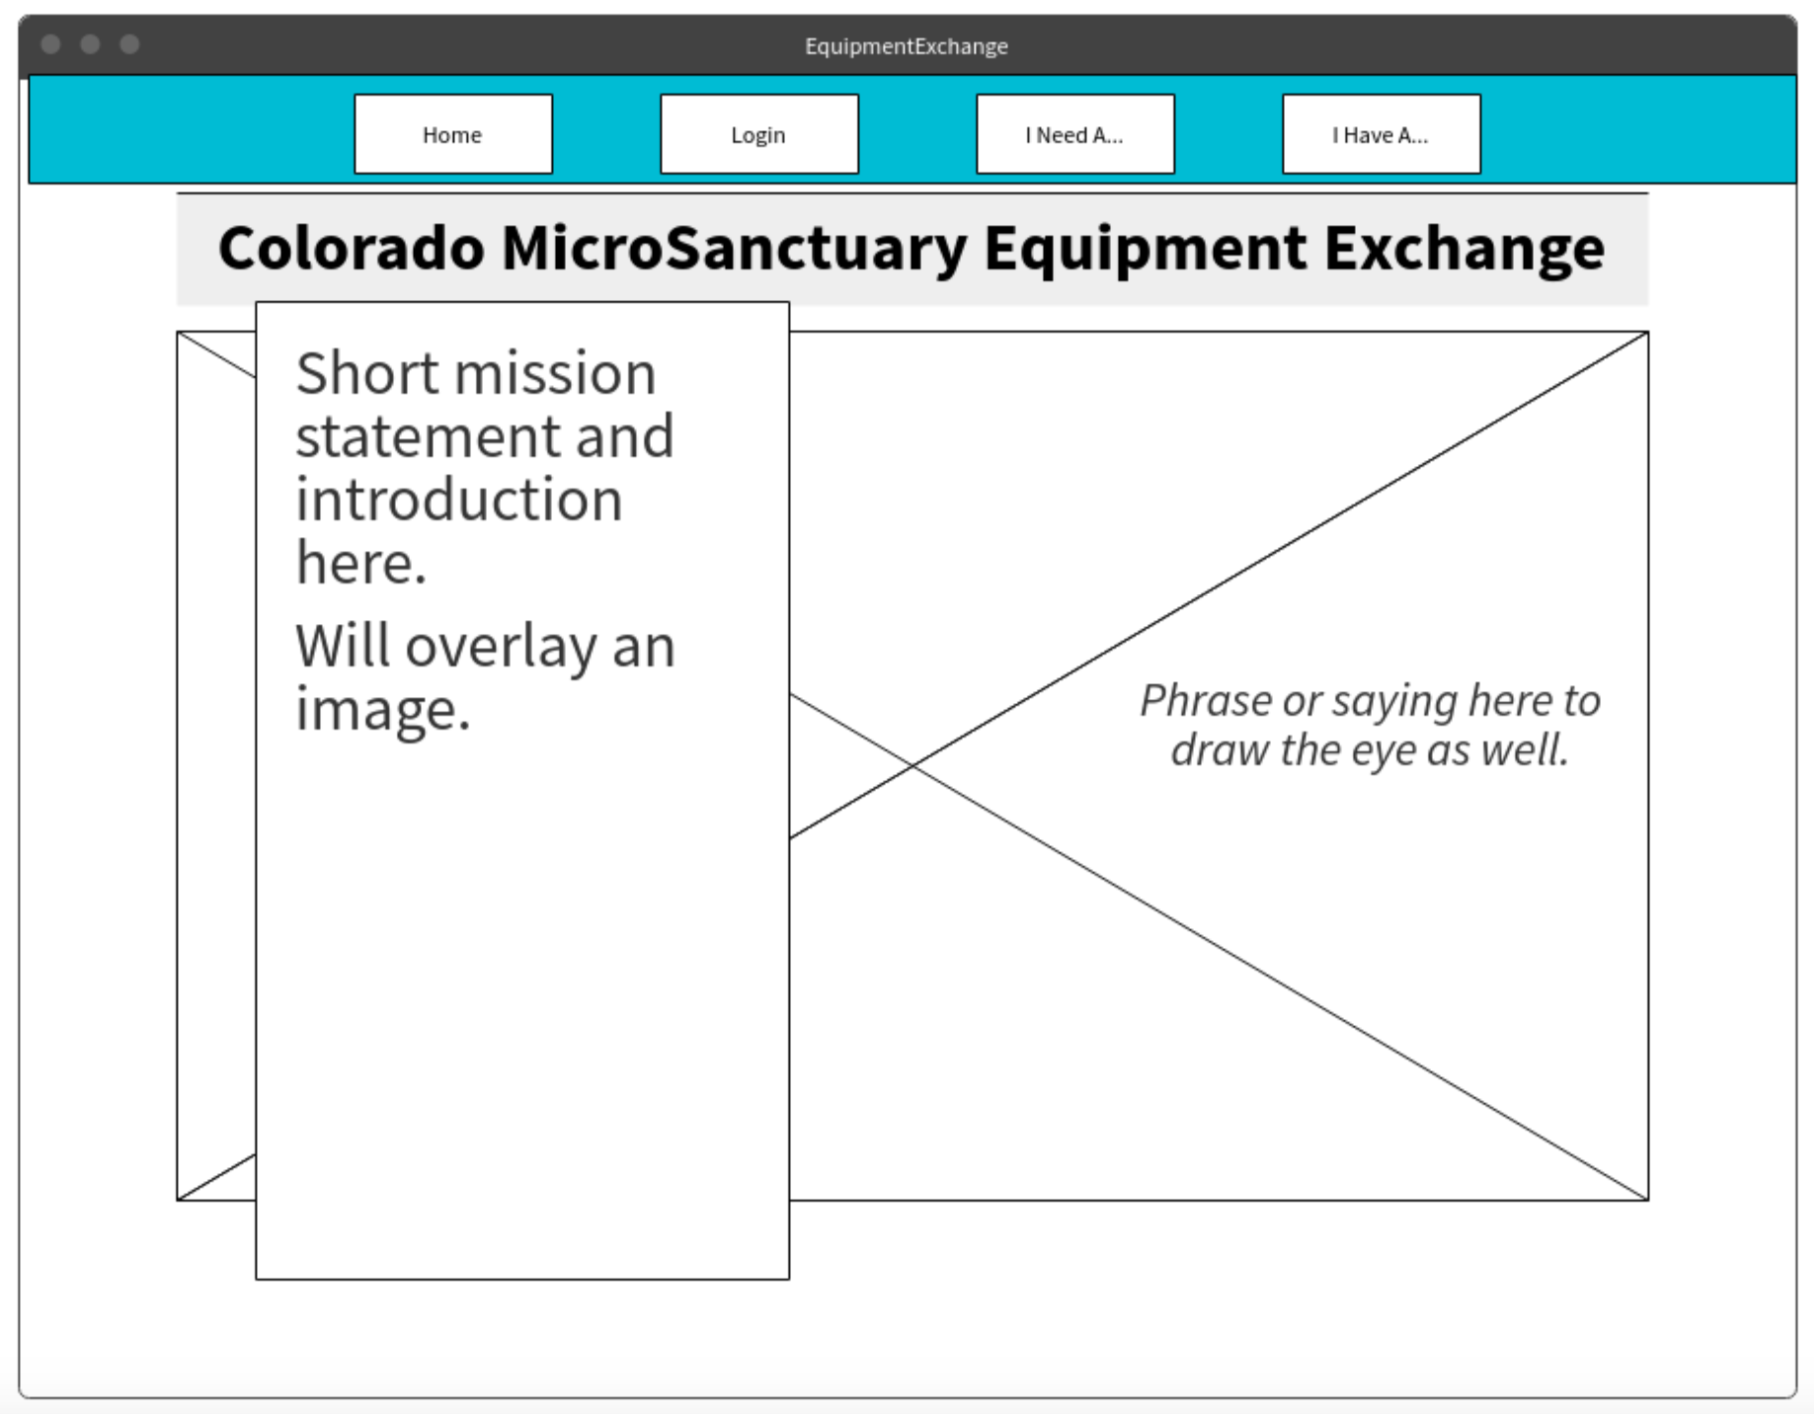 EquipmentExchange
Home
Login
I Need A...
I Have A...
Colorado MicroSanctuary Equipment Exchange
Short mission
statement and
introduction
here.
Will overlay an
image.
Phrase or saying here to
draw the eye as well.